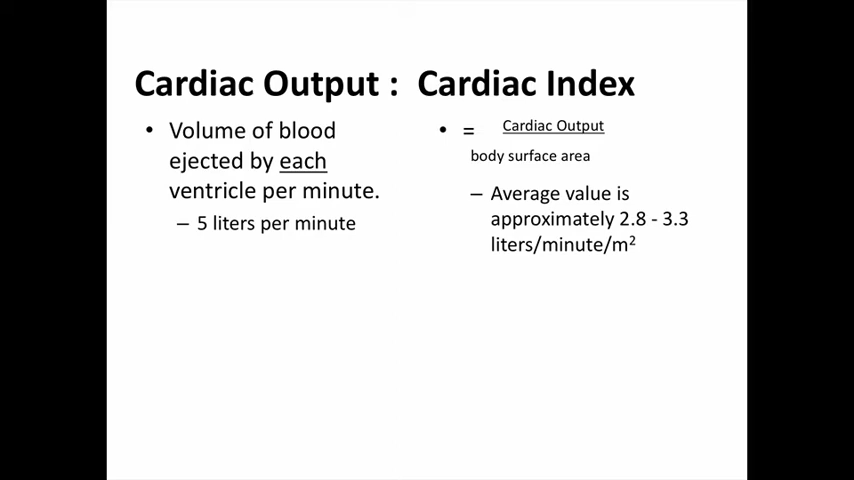 Cardiac Output : Cardiac Index
• Volume of blood
ejected by each
ventricle per minute.
– 5 liters per minute
• = Cardiac Output
body surface area
– Average value is
approximately 2.8 - 3.3
liters/minute/m²